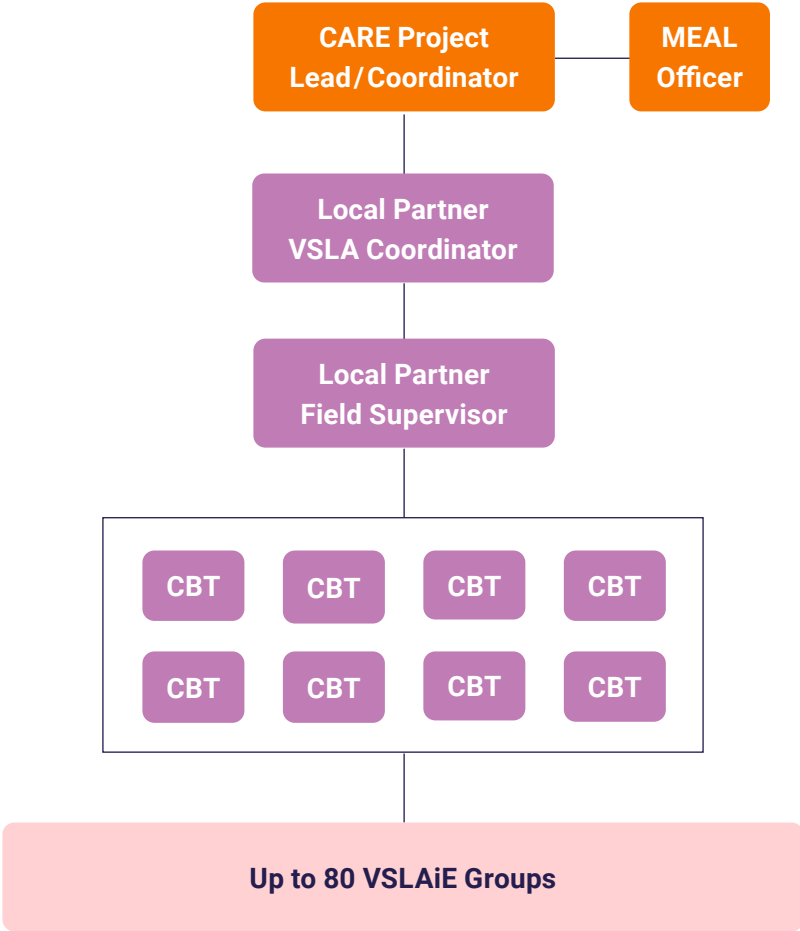 CARE Project
Lead/Coordinator
MEAL
Officer
Local Partner
VSLA Coordinator
Local Partner
Field Supervisor
CBT
CBT
CBT
CBT
CBT
CBT
CBT
CBT
Up to 80 VSLAiE Groups